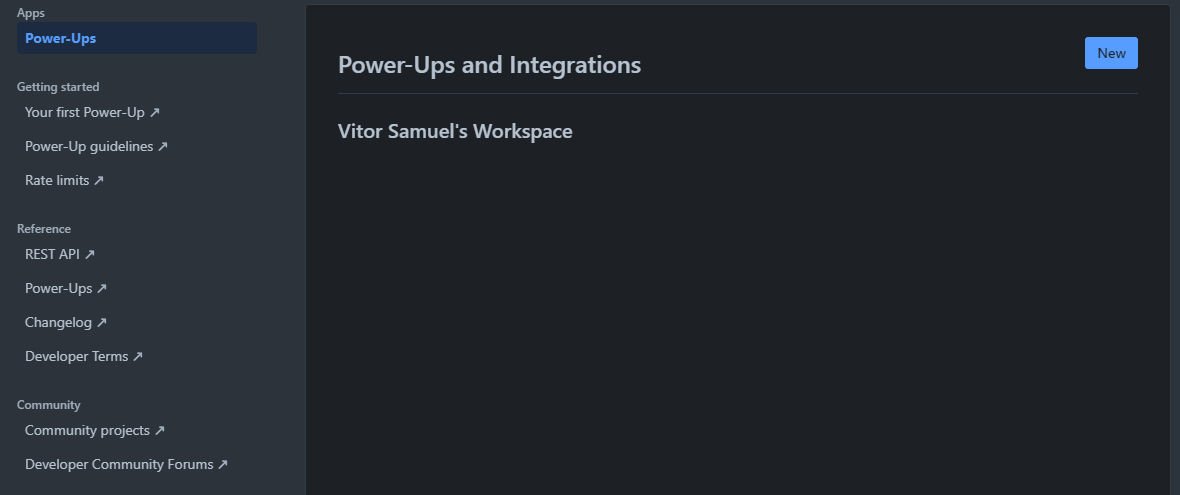 Apps
Power-Ups
Getting started
Your first Power-Up ↗
Power-Up guidelines ↗
Rate limits ↗
Reference
REST API ↗
Power-Ups ↗
Changelog ↗
Developer Terms ↗
Community
Community projects ↗
Developer Community Forums ↗
Power-Ups and Integrations
New
Vitor Samuel's Workspace